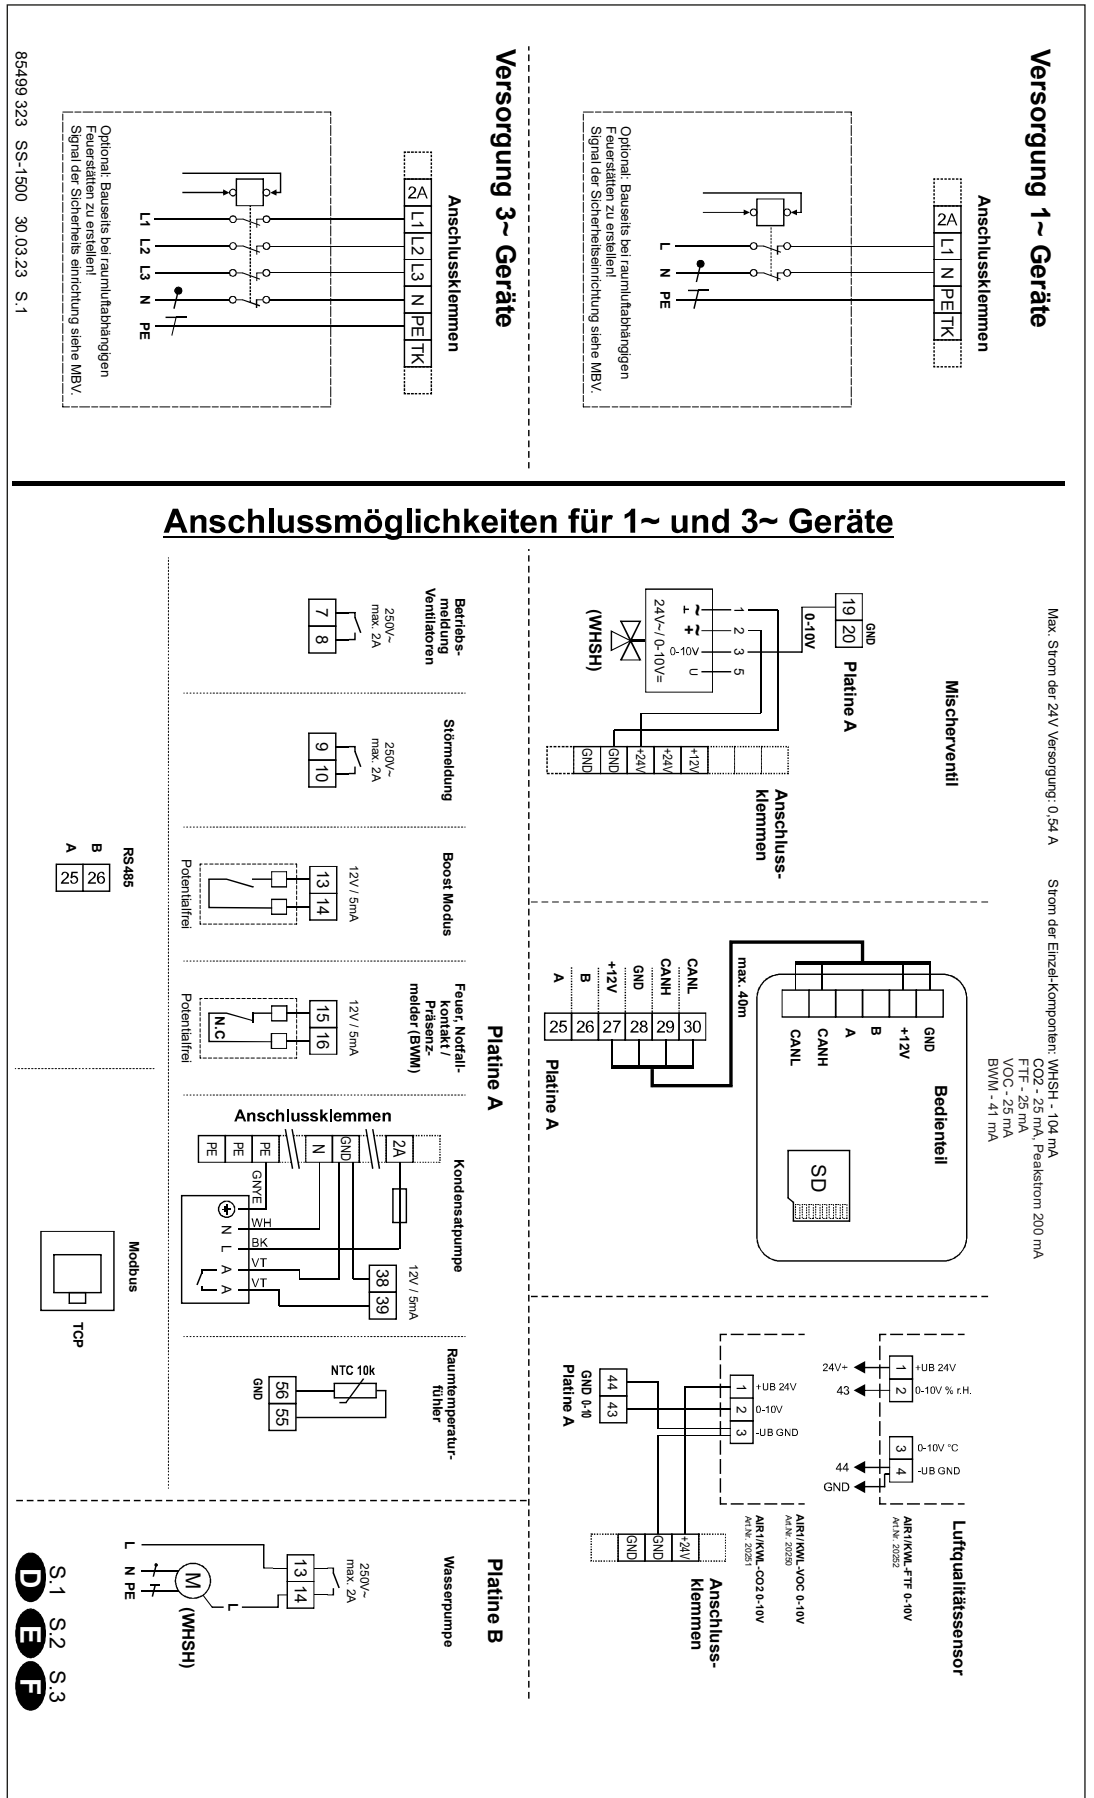 Versorgung 1~ Geräte
Anschlussklemmen
2A L1 N PE TK
L
N
PE
Optional: Bauseits bei raumluftabhängigen
Feuerstätten zu erstellen!
Signal der Sicherheitseinrichtung siehe MBV.
Versorgung 3~ Geräte
Anschlussklemmen
2A L1 L2 L3 N PE TK
L1
L2
L3
N
PE
Optional: Bauseits bei raumluftabhängigen
Feuerstätten zu erstellen!
Signal der Sicherheits einrichtung siehe MBV.
85499 323 SS-1500 30.03.23 S.1
Anschlussmöglichkeiten für 1~ und 3~ Geräte
Max. Strom der 24V Versorgung: 0,54 A
Strom der Einzel-Komponten: WHSH - 104 mA
CO2 - 25 mA, Peakstrom 200 mA
FTF - 25 mA
VOC - 25 mA
BWM - 41 mA
Mischerventil
GND
19 20
Platine A
0-10V
1 2 3 5
⊥ ~ + ~ 0-10V U
24V~/ 0-10V=
(WHSH)
Anschluss-
klemmen
GND GND +24V +24V +12V
Bedienteil
SD
GND
+12V
B
A
CANH
CANL
max. 40m
A B +12V GND CANH CANL
25 26 27 28 29 30
Platine A
Luftqualitätssensor
AIR1/KWL-FTF 0-10V
Art.Nr. 20252
1 +UB 24V
2 0-10V % r.H.
3 0-10V °C
4 -UB GND
24V+
43
44
GND
AIR1/KWL-VOC 0-10V
Art.Nr. 20250
AIR1/KWL-CO2 0-10V
Art.Nr. 20251
1 +UB 24V
2 0-10V
3 -UB GND
44 43
GND 0-10
Platine A
GND GND +24V
Anschluss-
klemmen
Platine A
Betriebs-
meldung
Ventilatoren
250V~
max. 2A
7 8
Störmeldung
250V~
max. 2A
9 10
Boost Modus
12V / 5mA
13 14
Potentialfrei
Feuer, Notfall-
kontakt /
Präsenz-
melder (BWM)
12V / 5mA
15 16
N.C
Potentialfrei
Kondensatpumpe
Anschlussklemmen
PE PE PE N GND 2A
GNYE
WH
BK
VT
VT
N
L
A
A
12V / 5mA
38 39
Raumtemperatur-
fühler
NTC 10k
56 55
GND
RS485
B
A
25 26
Modbus
TCP
Platine B
Wasserpumpe
250V~
max. 2A
13 14
L
N
PE
L
M
(WHSH)
S.1 S.2 S.3
D E F